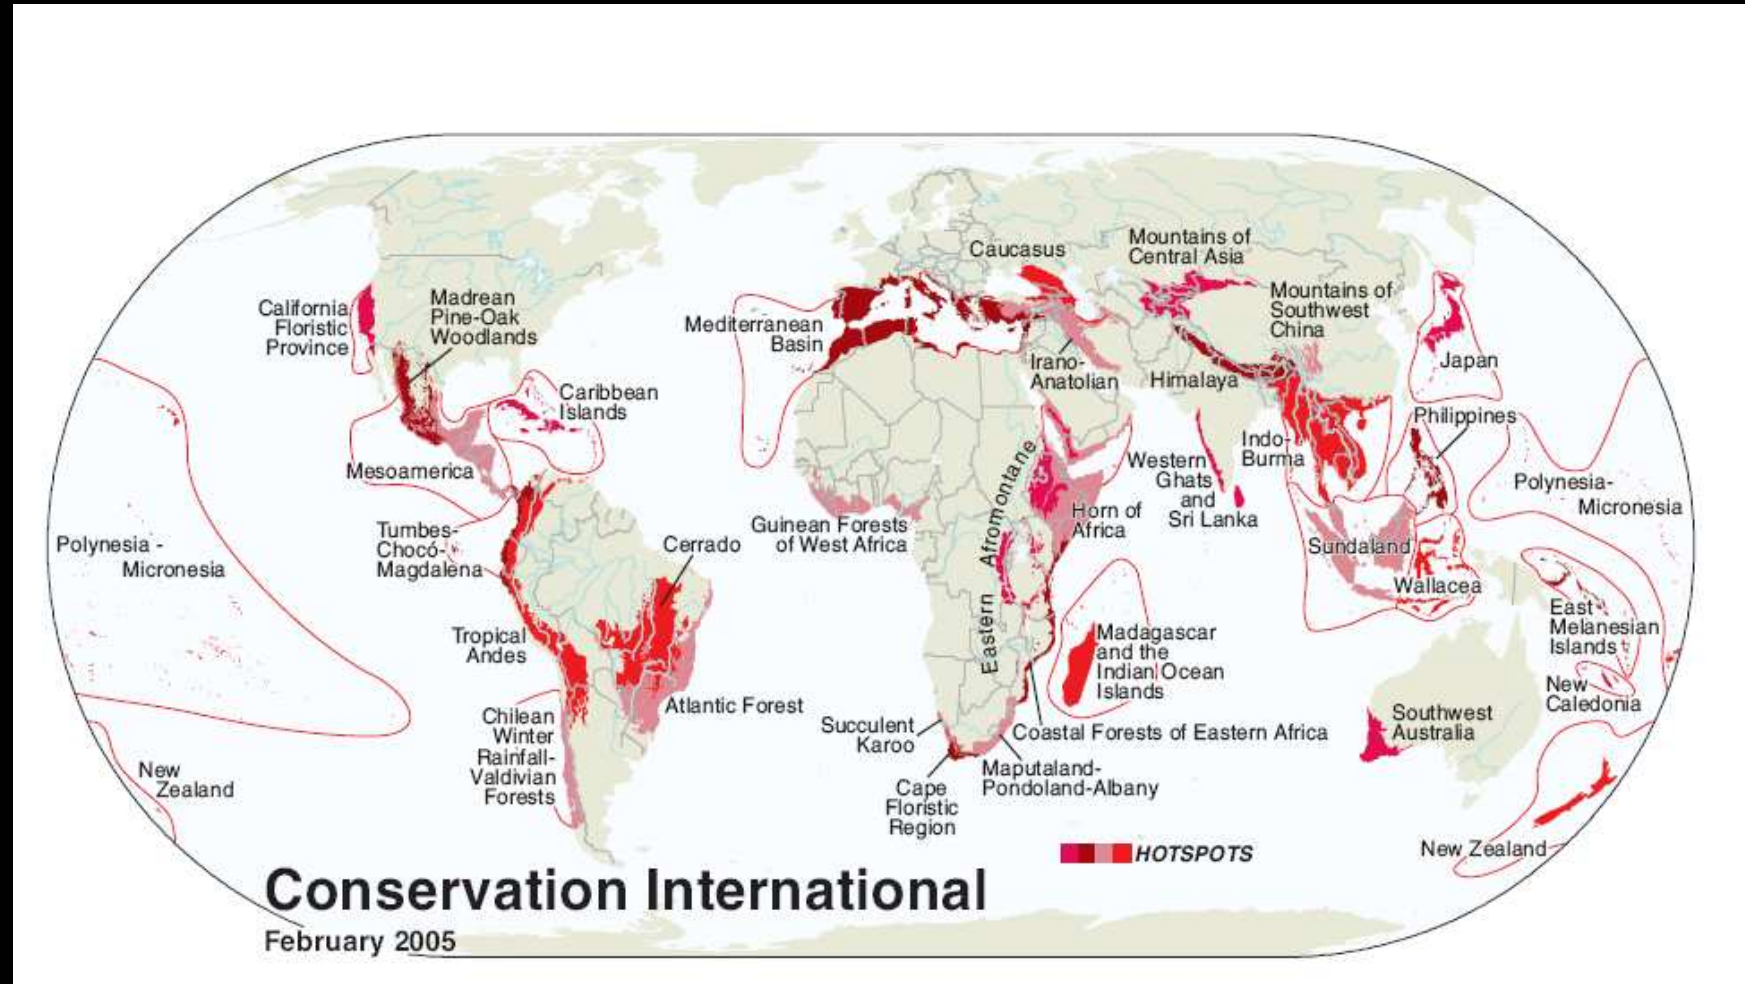 Caucasus
Mountains of
Central Asia
California
Floristic
Province
Madrean
Pine-Oak
Woodlands
Mediterranean
Basin
Mountains of
Southwest
China
Irano-
Anatolian
Himalaya
Japan
Caribbean
Islands
Philippines
Mesoamerica
Indo-
Burma
Western
Ghats
and
Sri Lanka
Polynesia-
Micronesia
Horn of
Africa
Guinean Forests
of West Africa
Eastern Afromontane
Tumbes-
Chocó-
Magdalena
Cerrado
Polynesia -
Micronesia
Sundaland
Wallacea
East
Melanesian
Islands
Tropical
Andes
Madagascar
and the
Indian Ocean
Islands
New
Caledonia
Atlantic Forest
Southwest
Australia
Chilean
Winter
Rainfall-
Valdivian
Forests
Succulent
Karoo
Coastal Forests of Eastern Africa
Maputaland-
Pondoland-Albany
Cape
Floristic
Region
New
Zealand
New Zealand
HOTSPOTS
Conservation International
February 2005